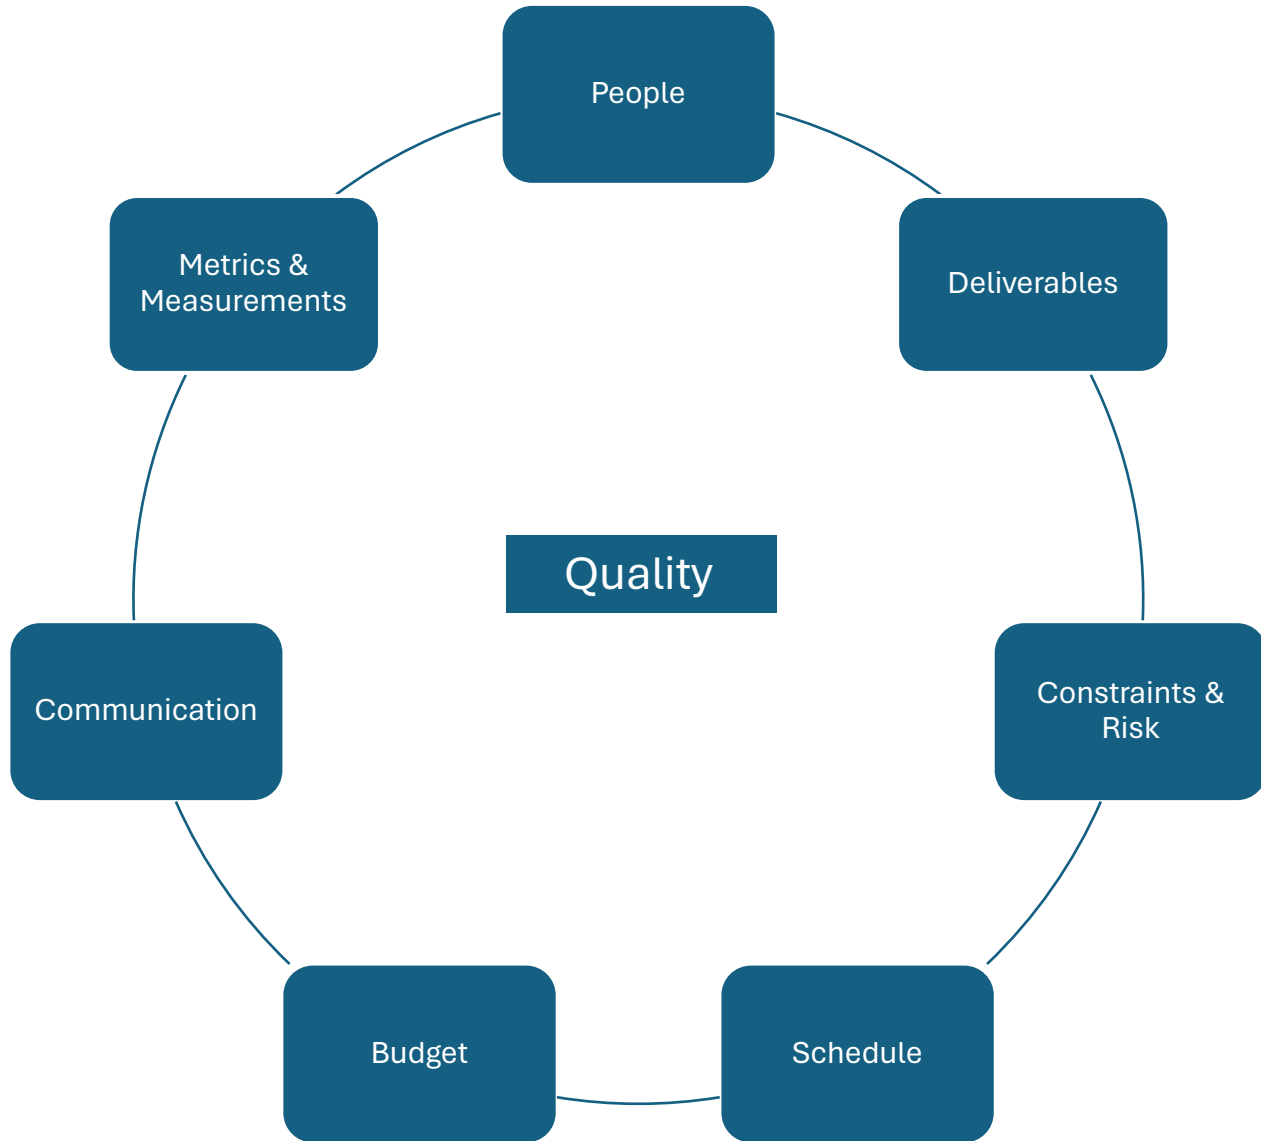 People
Metrics &
Measurements
Deliverables
Quality
Communication
Constraints &
Risk
Budget
Schedule